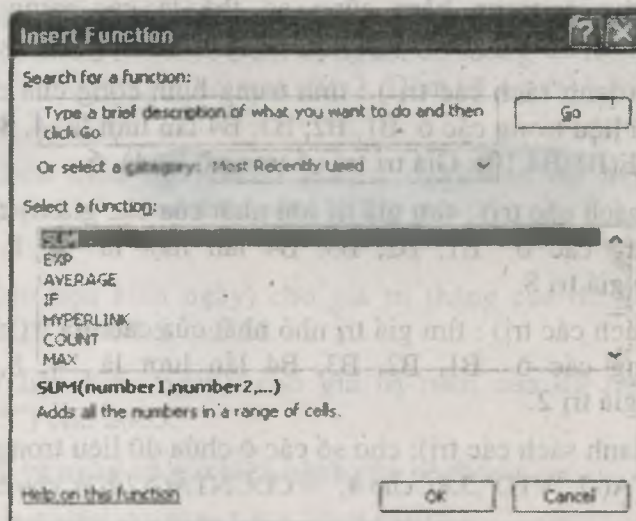 Insert Function
Search for a function:
Type a brief description of what you want to do and then
click Go
Go
Or select a category: Most Recently Used
Select a function:
SUM
EXP
AVERAGE
IF
HYPERLINK
COUNT
MAX
SUM(number1,number2,...)
Adds all the numbers in a range of cells.
Help on this function
OK
Cancel